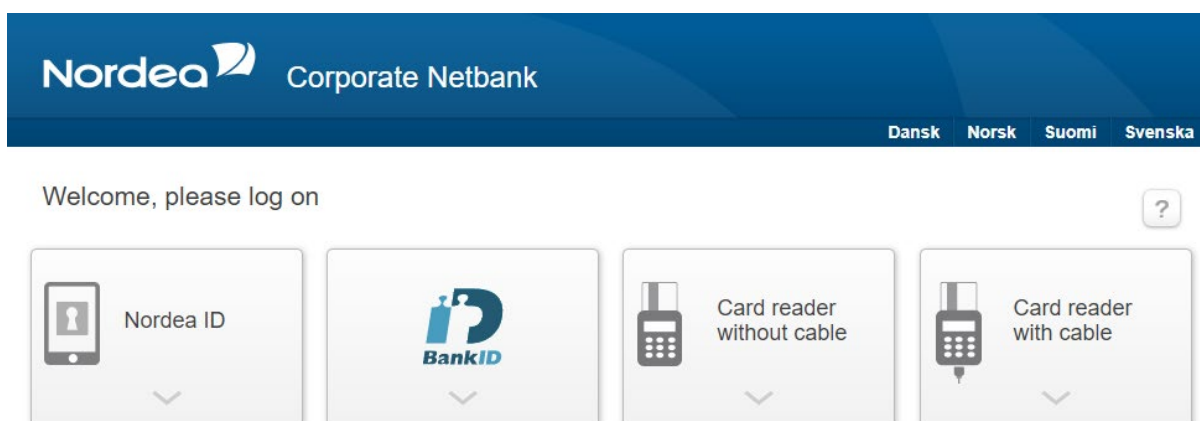 Nordea Corporate Netbank
Dansk Norsk Suomi Svenska
Welcome, please log on
?
Nordea ID
BankID
Card reader
without cable
Card reader
with cable